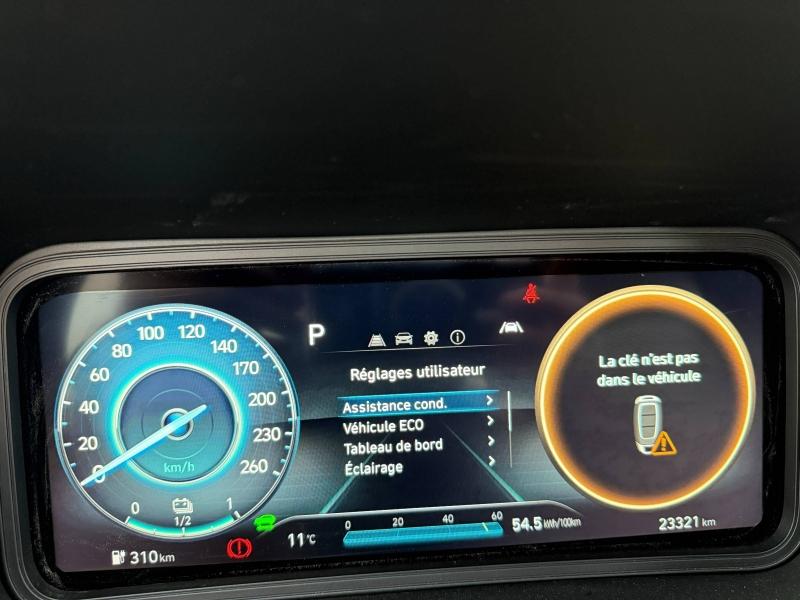 0
20
40
60
80
100
120
140
170
200
230
260
km/h
0
1/2
1
310 km
P
Réglages utilisateur
Assistance cond.
Véhicule ECO
Tableau de bord
Éclairage
11°C
0 20 40 60
54.5 kWh/100km
La clé n'est pas
dans le véhicule
23321 km